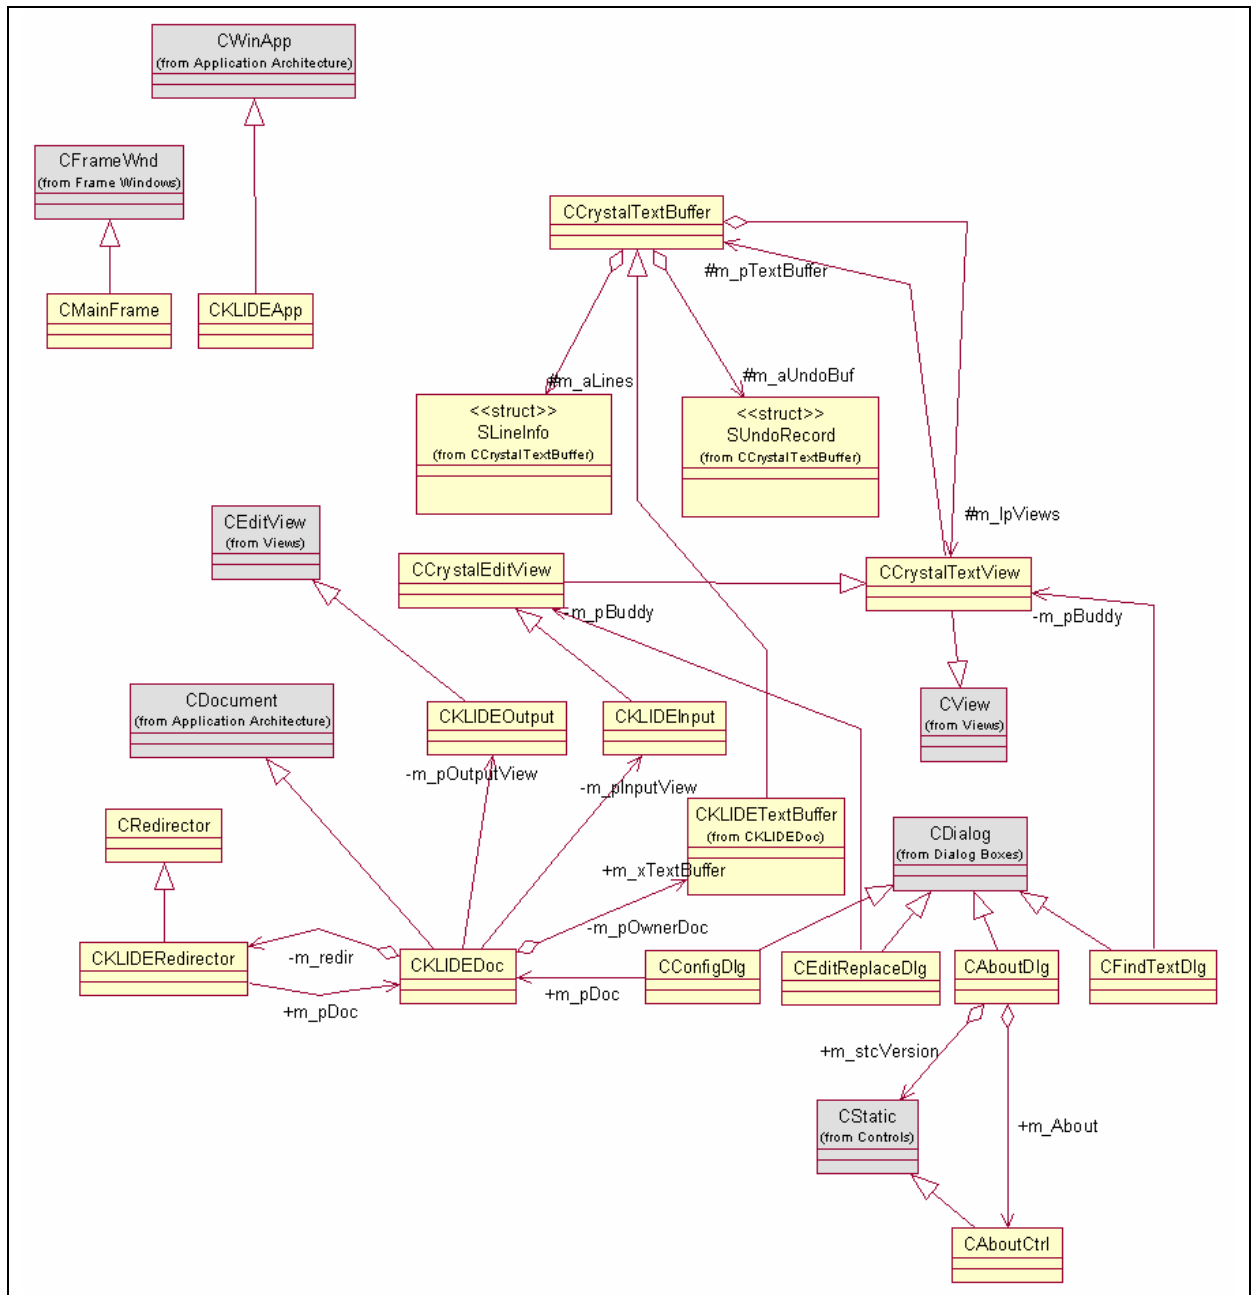 CWinApp
(from Application Architecture)
CFrameWnd
(from Frame Windows)
CCrystalTextBuffer
#m_pTextBuffer
CMainFrame
CKLIDEApp
#m_aLines
#m_aUndoBuf
<<struct>>
SLineInfo
(from CCrystalTextBuffer)
<<struct>>
SUndoRecord
(from CCrystalTextBuffer)
#m_lpViews
CEditView
(from Views)
CCrystalEditView
CCrystalTextView
-m_pBuddy
-m_pBuddy
CDocument
(from Application Architecture)
CKLIDEOutput
CKLIDEInput
CView
(from Views)
-m_pOutputView
-m_pInputView
CKLIDETextBuffer
(from CKLIDEDoc)
CRedirector
CDialog
(from Dialog Boxes)
+m_xTextBuffer
-m_pOwnerDoc
CKLIDERedirector
-m_redir
CKLIDEDoc
CConfigDlg
CEditReplaceDlg
CAboutDlg
CFindTextDlg
+m_pDoc
+m_pDoc
+m_stcVersion
CStatic
(from Controls)
+m_About
CAboutCtrl